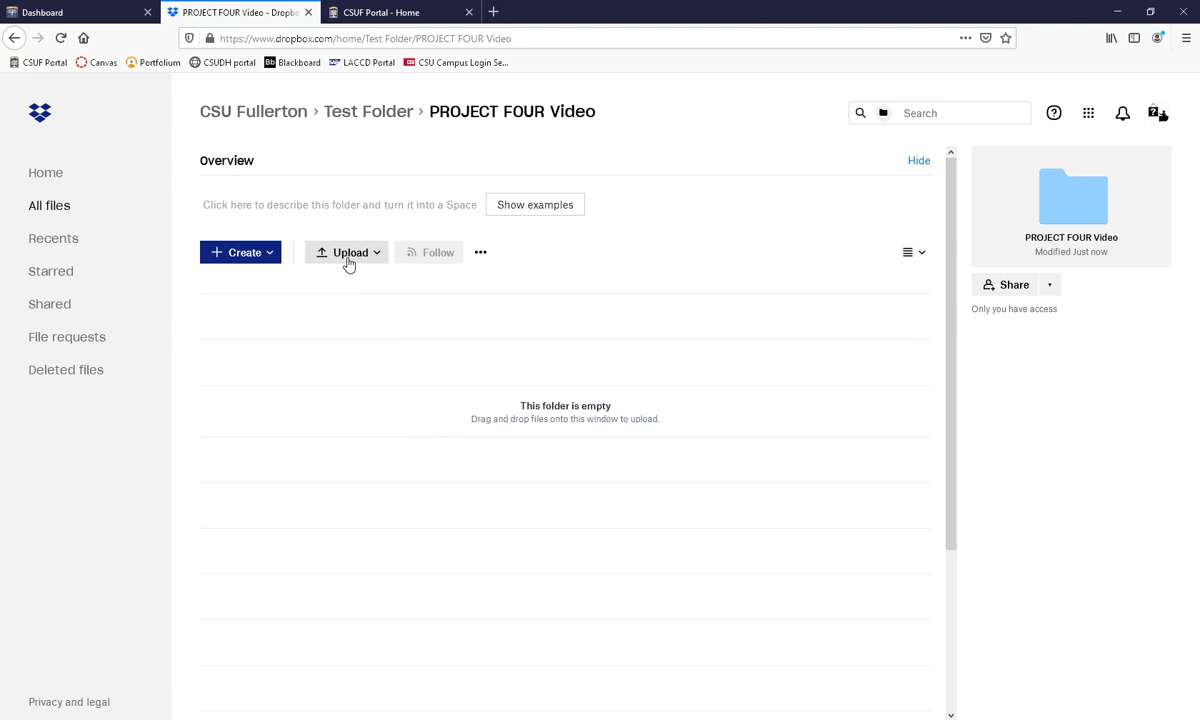 Dashboard
PROJECT FOUR Video - Dropb
CSUF Portal - Home
https://www.dropbox.com/home/Test Folder/PROJECT FOUR Video
CSUF Portal
Canvas
Portfolium
CSUDH portal
Bb Blackboard
LACCD Portal
CSU Campus Login Se...
CSU Fullerton › Test Folder › PROJECT FOUR Video
Search
Home
All files
Recents
Starred
Shared
File requests
Deleted files
Privacy and legal
Overview
Hide
Click here to describe this folder and turn it into a Space
Show examples
+ Create
Upload
Follow
This folder is empty
Drag and drop files onto this window to upload.
PROJECT FOUR Video
Modified Just now
Share
Only you have access